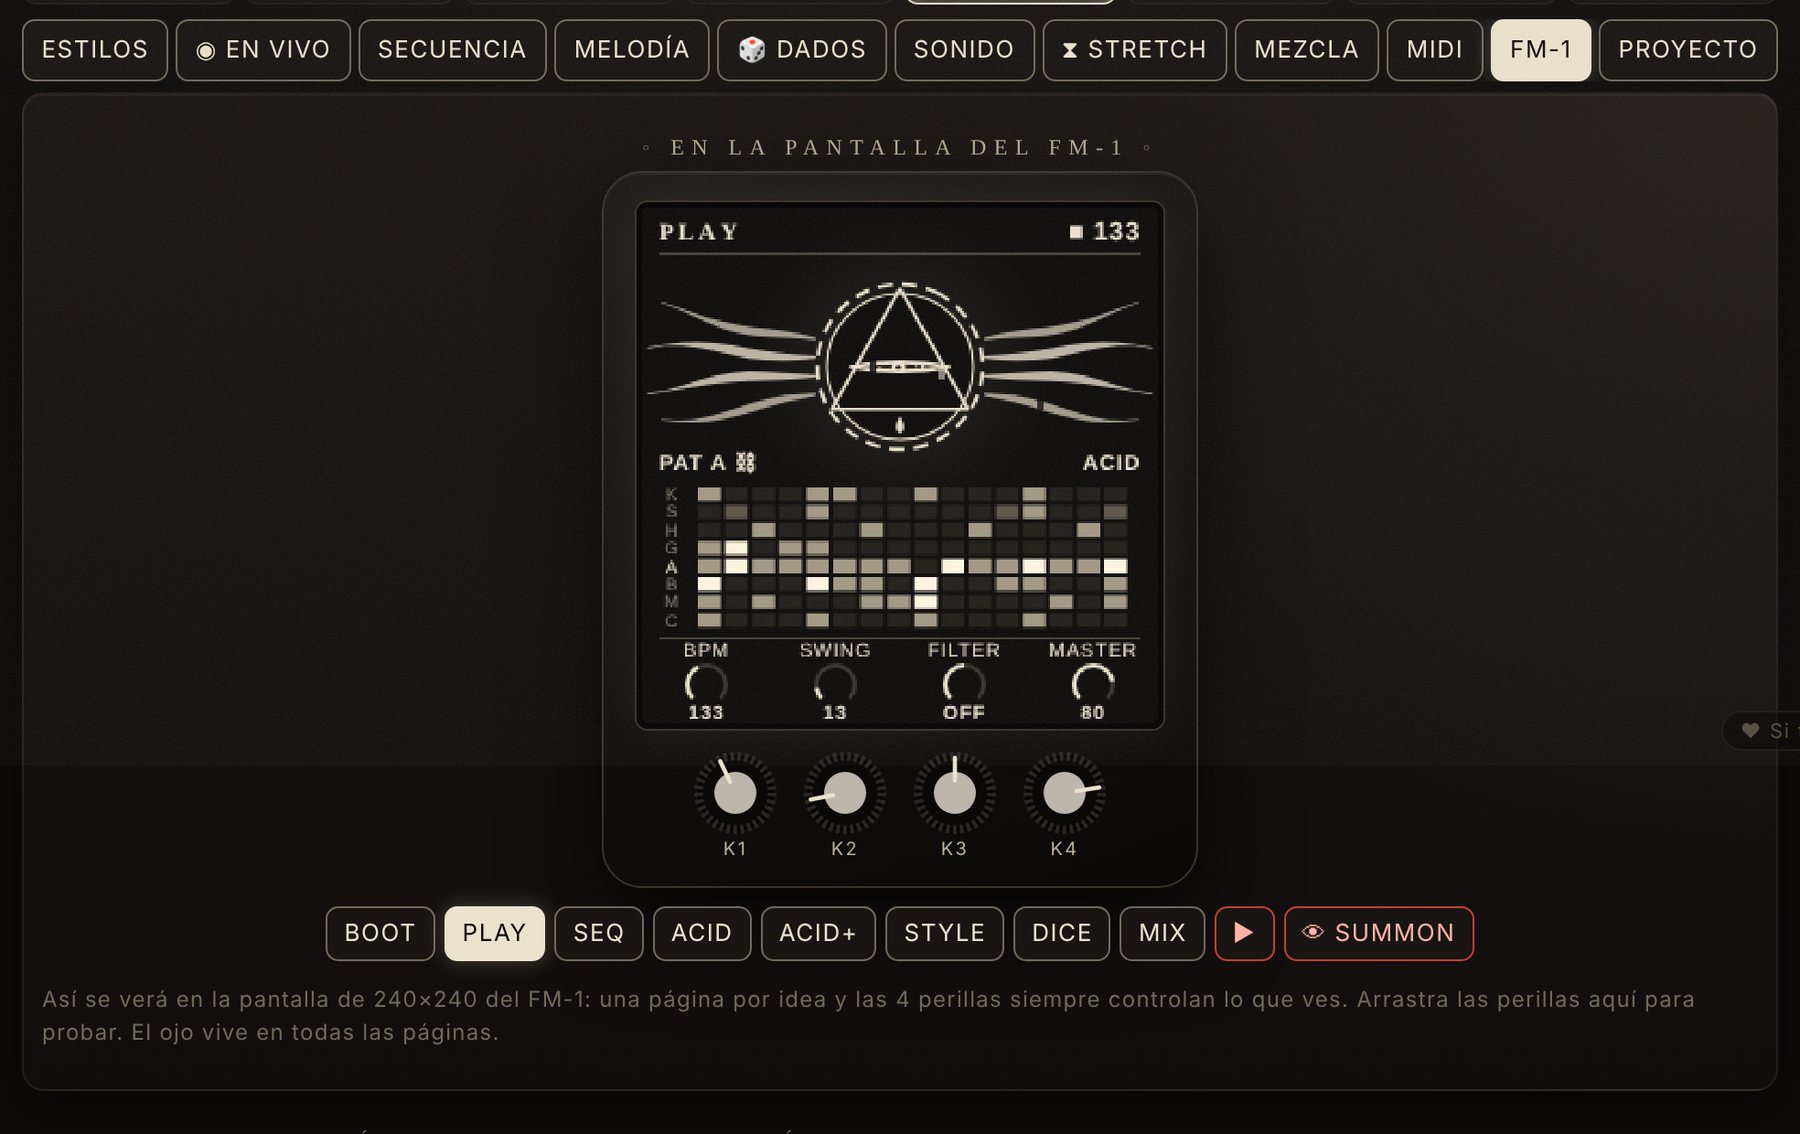 ESTILOS
◉ EN VIVO
SECUENCIA
MELODÍA
🎲 DADOS
SONIDO
⧗ STRETCH
MEZCLA
MIDI
FM-1
PROYECTO
◦ EN LA PANTALLA DEL FM-1 ◦
PLAY
■ 133
PAT A ⛓
ACID
K
S
H
G
A
B
M
C
BPM
SWING
FILTER
MASTER
133
13
OFF
80
K1
K2
K3
K4
♥ Si
BOOT
PLAY
SEQ
ACID
ACID+
STYLE
DICE
MIX
▶
👁 SUMMON
Así se verá en la pantalla de 240×240 del FM-1: una página por idea y las 4 perillas siempre controlan lo que ves. Arrastra las perillas aquí para
probar. El ojo vive en todas las páginas.